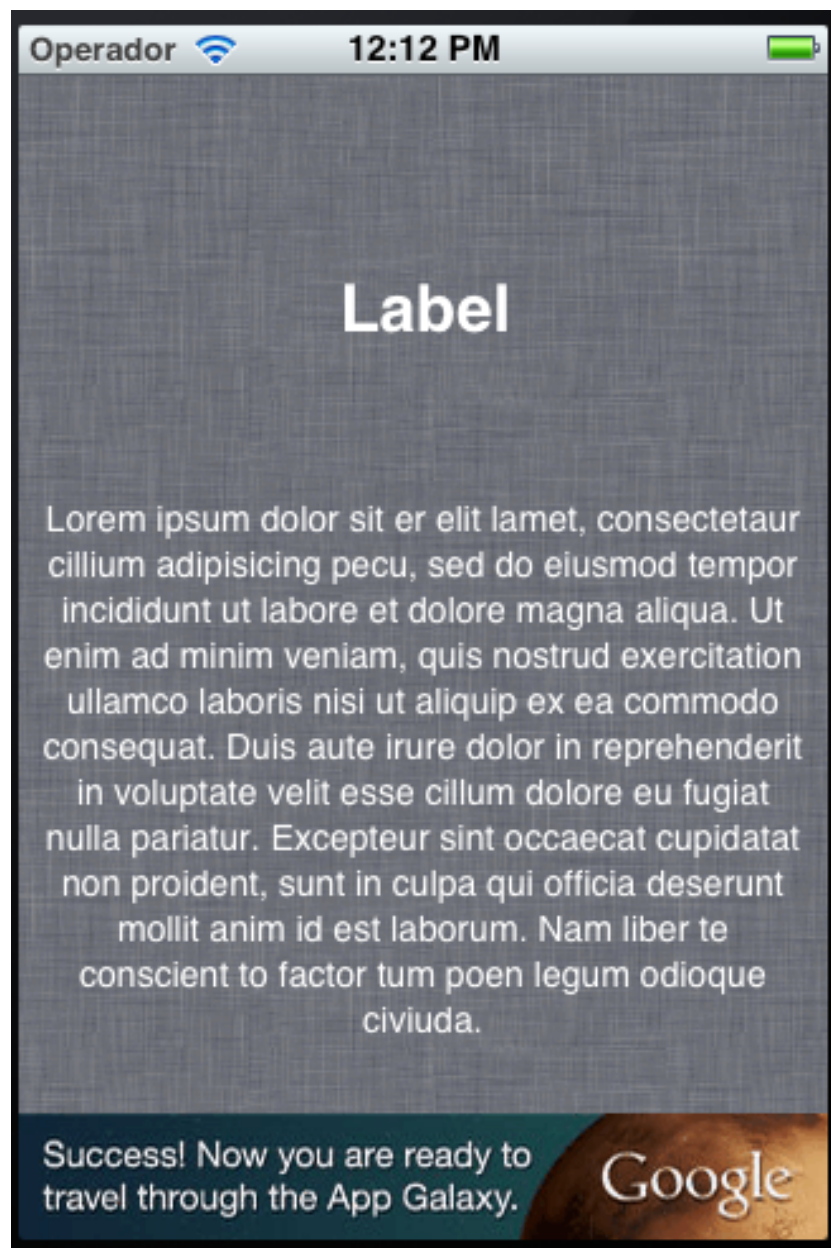 Operador 12:12 PM
Label
Lorem ipsum dolor sit er elit lamet, consectetaur
cillium adipisicing pecu, sed do eiusmod tempor
incididunt ut labore et dolore magna aliqua. Ut
enim ad minim veniam, quis nostrud exercitation
ullamco laboris nisi ut aliquip ex ea commodo
consequat. Duis aute irure dolor in reprehenderit
in voluptate velit esse cillum dolore eu fugiat
nulla pariatur. Excepteur sint occaecat cupidatat
non proident, sunt in culpa qui officia deserunt
mollit anim id est laborum. Nam liber te
conscient to factor tum poen legum odioque
civiuda.
Success! Now you are ready to
travel through the App Galaxy.
Google